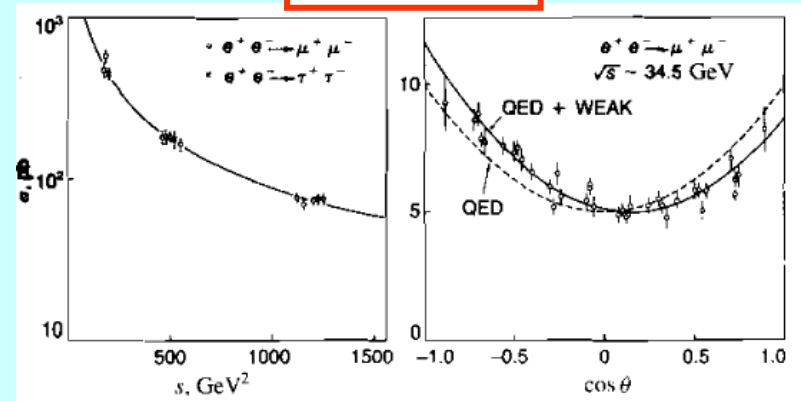 10³
e⁺ e⁻ → μ⁺ μ⁻
e⁺ e⁻ → τ⁺ τ⁻
10²
10
500
1000
1500
s, GeV²
e⁺ e⁻ → μ⁺ μ⁻
√s ~ 34.5 GeV
10
QED + WEAK
5
QED
0
−1.0
−0.5
0
0.5
1.0
cos θ